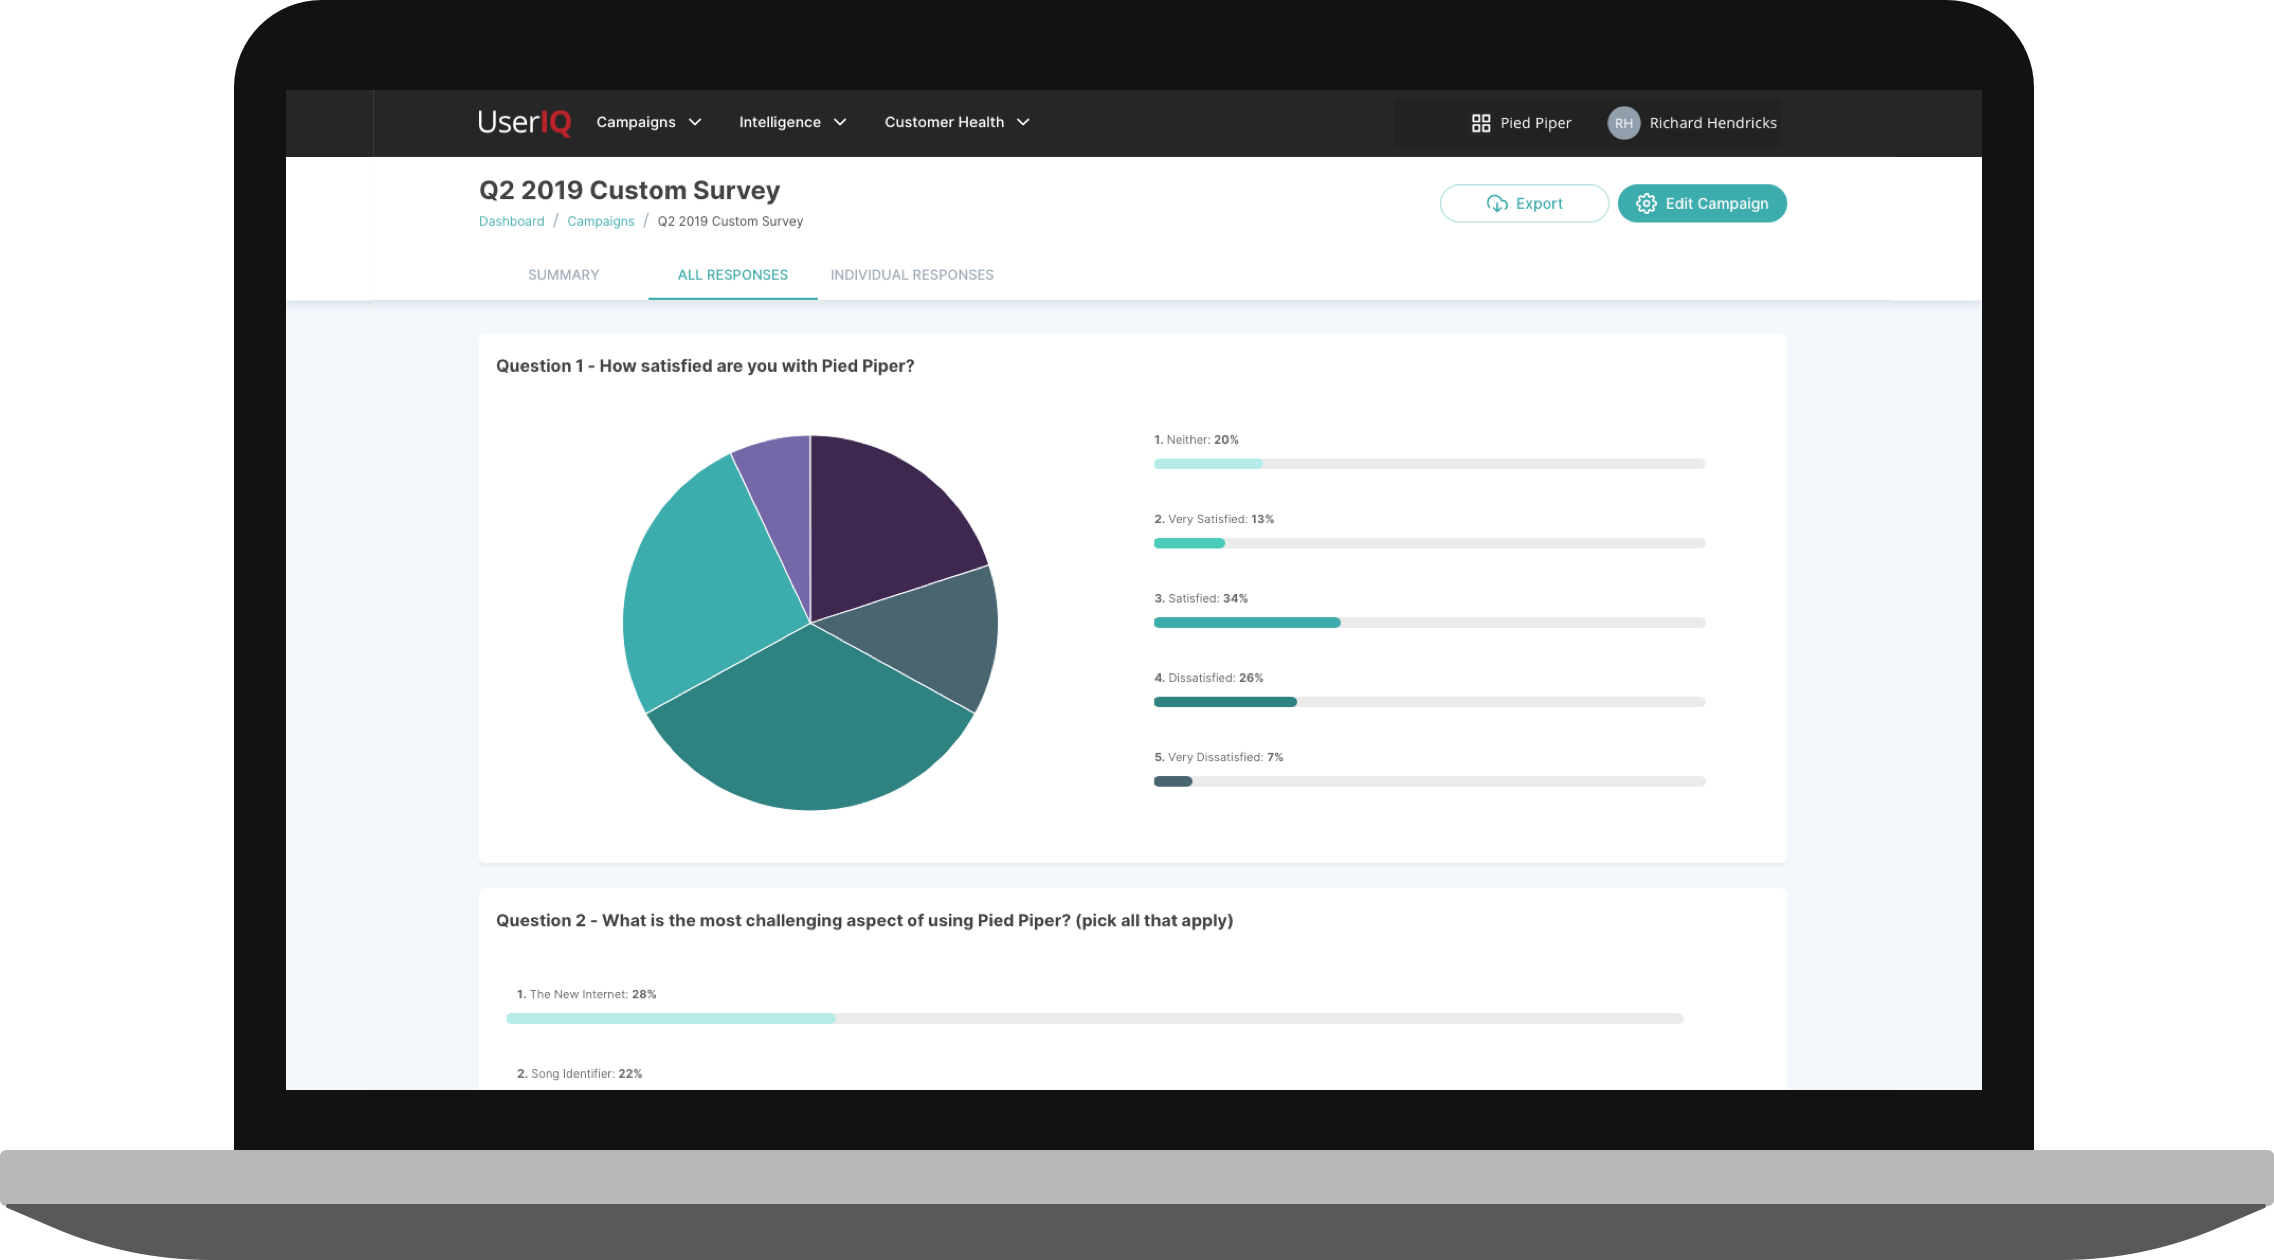 UserIQ Campaigns Intelligence Customer Health Pied Piper RH Richard Hendricks
Q2 2019 Custom Survey
Dashboard / Campaigns / Q2 2019 Custom Survey
Export Edit Campaign
SUMMARY ALL RESPONSES INDIVIDUAL RESPONSES
Question 1 - How satisfied are you with Pied Piper?
1. Neither: 20%
2. Very Satisfied: 13%
3. Satisfied: 34%
4. Dissatisfied: 26%
5. Very Dissatisfied: 7%
Question 2 - What is the most challenging aspect of using Pied Piper? (pick all that apply)
1. The New Internet: 28%
2. Song Identifier: 22%